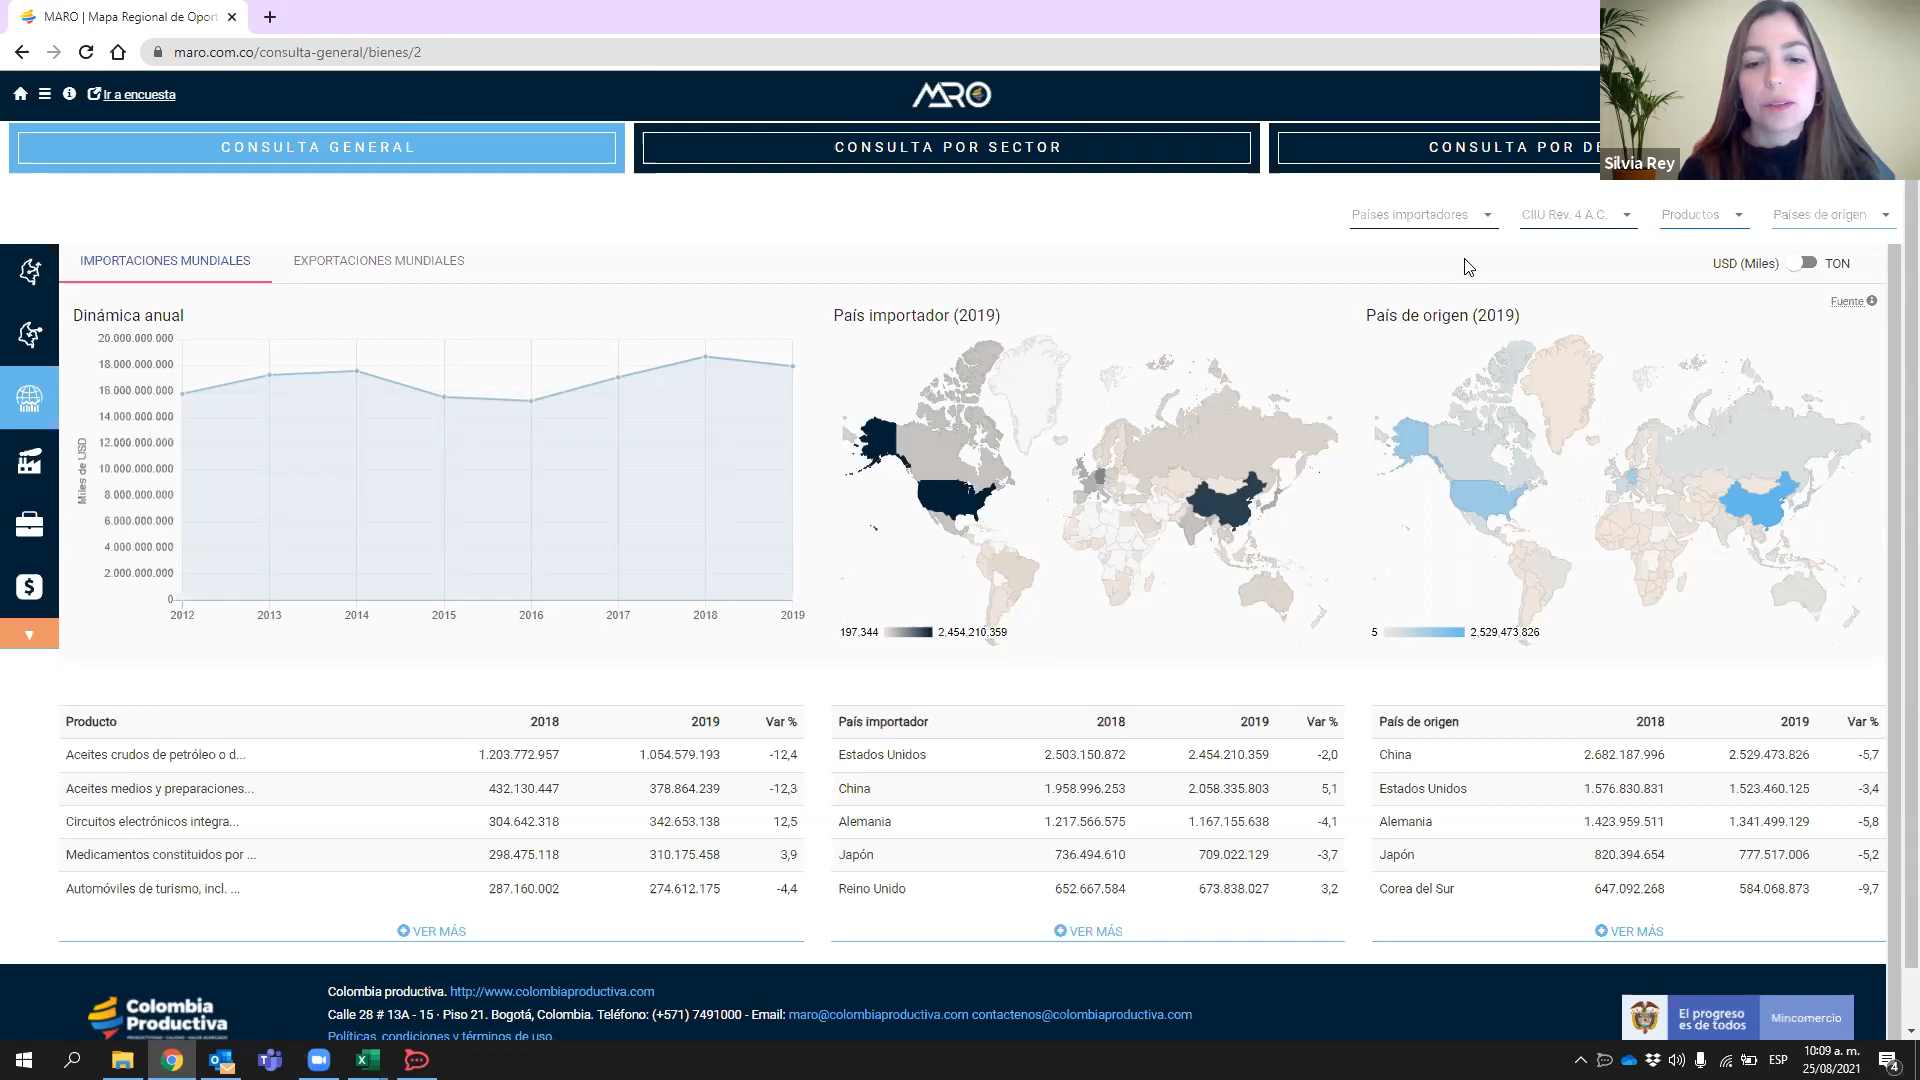 MARO | Mapa Regional de Oport
maro.com.co/consulta-general/bienes/2
Ir a encuesta
MARO
CONSULTA GENERAL
CONSULTA POR SECTOR
CONSULTA POR DE
Silvia Rey
Países importadores
CIIU Rev. 4 A.C.
Productos
Países de origen
IMPORTACIONES MUNDIALES
EXPORTACIONES MUNDIALES
USD (Miles)
TON
Fuente
Dinámica anual
País importador (2019)
País de origen (2019)
Miles de USD
20.000.000.000
18.000.000.000
16.000.000.000
14.000.000.000
12.000.000.000
10.000.000.000
8.000.000.000
6.000.000.000
4.000.000.000
2.000.000.000
0
2012 2013 2014 2015 2016 2017 2018 2019
197,344 2,454,210,359
5 2,529,473,826
Producto 2018 2019 Var %
Aceites crudos de petróleo o d... 1.203.772.957 1.054.579.193 -12,4
Aceites medios y preparaciones... 432.130.447 378.864.239 -12,3
Circuitos electrónicos integra... 304.642.318 342.653.138 12,5
Medicamentos constituidos por ... 298.475.118 310.175.458 3,9
Automóviles de turismo, incl. ... 287.160.002 274.612.175 -4,4
VER MÁS
País importador 2018 2019 Var %
Estados Unidos 2.503.150.872 2.454.210.359 -2,0
China 1.958.996.253 2.058.335.803 5,1
Alemania 1.217.566.575 1.167.155.638 -4,1
Japón 736.494.610 709.022.129 -3,7
Reino Unido 652.667.584 673.838.027 3,2
VER MÁS
País de origen 2018 2019 Var %
China 2.682.187.996 2.529.473.826 -5,7
Estados Unidos 1.576.830.831 1.523.460.125 -3,4
Alemania 1.423.959.511 1.341.499.129 -5,8
Japón 820.394.654 777.517.006 -5,2
Corea del Sur 647.092.268 584.068.873 -9,7
VER MÁS
Colombia Productiva
Colombia productiva. http://www.colombiaproductiva.com
Calle 28 # 13A - 15 · Piso 21. Bogotá, Colombia. Teléfono: (+571) 7491000 - Email: maro@colombiaproductiva.com contactenos@colombiaproductiva.com
Políticas, condiciones y términos de uso.
El progreso es de todos
Mincomercio
ESP
10:09 a. m.
25/08/2021
4